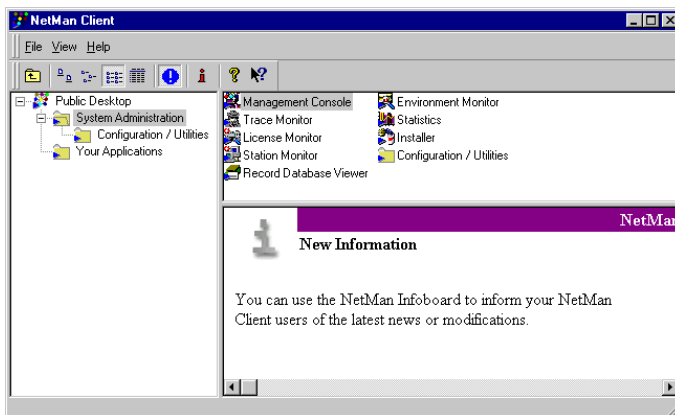 NetMan Client
File View Help
Public Desktop
System Administration
Configuration / Utilities
Your Applications
Management Console
Trace Monitor
License Monitor
Station Monitor
Record Database Viewer
Environment Monitor
Statistics
Installer
Configuration / Utilities
NetMan
New Information
You can use the NetMan Infoboard to inform your NetMan
Client users of the latest news or modifications.